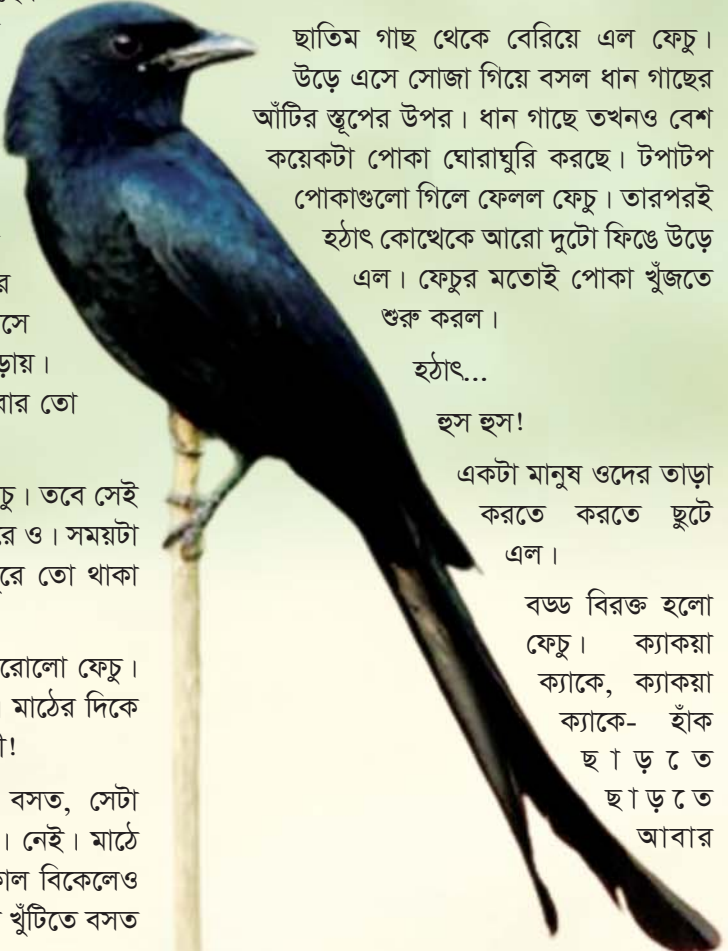 র
সে
ড়ায়।
বার তো
চু। তবে সেই
রে ও। সময়টা
রে তো থাকা
রোলো ফেচু।
মাঠের দিকে
ী!
বসত, সেটা
। নেই। মাঠে
াল বিকেলেও
খুঁটিতে বসত
ছাতিম গাছ থেকে বেরিয়ে এল ফেচু।
উড়ে এসে সোজা গিয়ে বসল ধান গাছের
আঁটির স্তূপের উপর। ধান গাছে তখনও বেশ
কয়েকটা পোকা ঘোরাঘুরি করছে। টপাটপ
পোকাগুলো গিলে ফেলল ফেচু। তারপরই
হঠাৎ কোত্থেকে আরো দুটো ফিঙে উড়ে
এল। ফেচুর মতোই পোকা খুঁজতে
শুরু করল।
হঠাৎ...
হুস হুস!
একটা মানুষ ওদের তাড়া
করতে করতে ছুটে
এল।
বড্ড বিরক্ত হলো
ফেচু। ক্যাকয়া
ক্যাকে, ক্যাকয়া
ক্যাকে- হাঁক
ছাড়তে
ছাড়তে
আবার